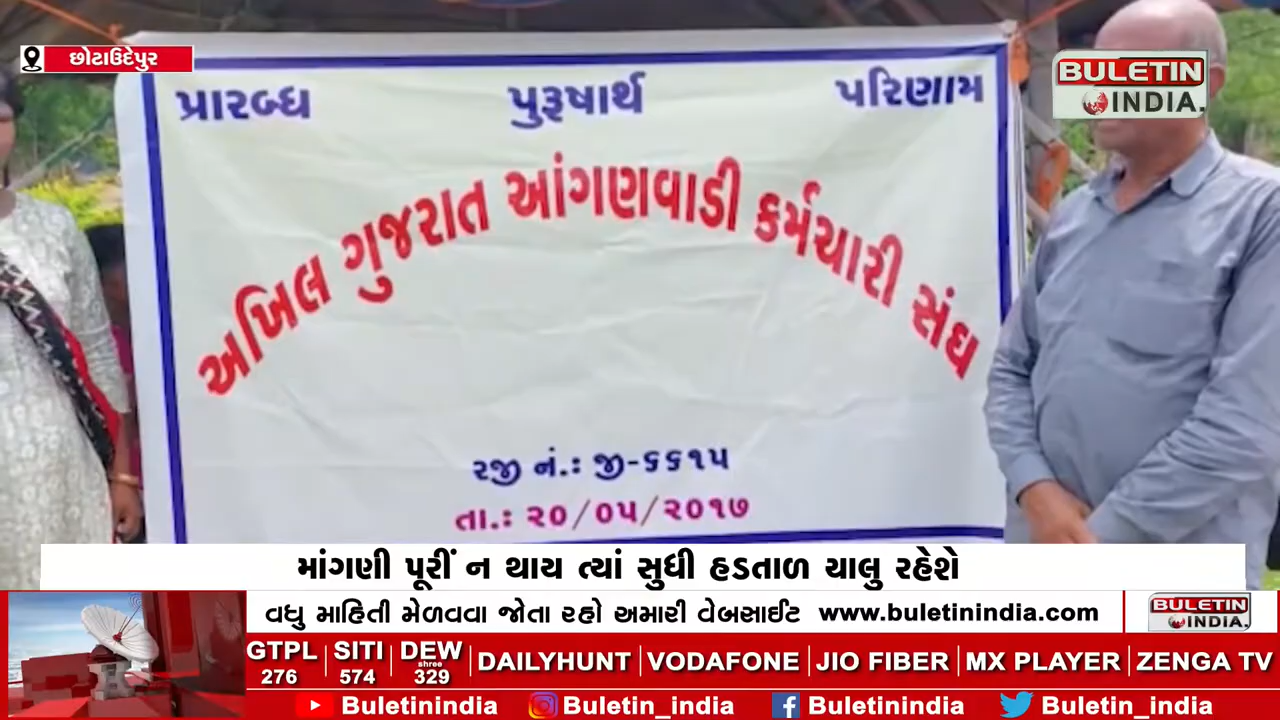 છોટાઉદેપુર
BULETIN
INDIA.
પ્રારબ્ધ પુરૂષાર્થ પરિણામ
અખિલ ગુજરાત આંગણવાડી કર્મચારી સંઘ
રજી નં.: જી-૬૬૧૫
તા.: ૨૦/૦૫/૨૦૧૭
માંગણી પૂરીં ન થાય ત્યાં સુધી હડતાળ ચાલુ રહેશે
વધુ માહિતી મેળવવા જોતા રહો અમારી વેબસાઈટ www.buletinindia.com
BULETIN
INDIA.
GTPL 276 SITI 574 DEW shree 329 DAILYHUNT VODAFONE JIO FIBER MX PLAYER ZENGA TV
Buletinindia Buletin_india Buletinindia Buletin_india